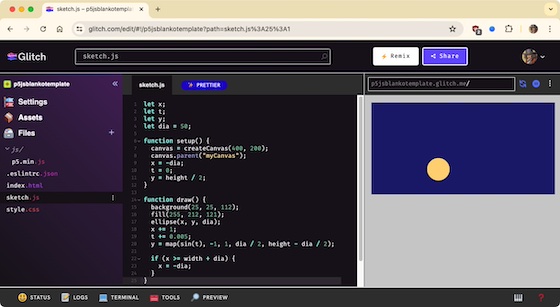 sketch.js – p5jsblankotemplate
glitch.com/edit/#!/p5jsblankotemplate?path=sketch.js%3A25%3A1
Glitch
sketch.js
Remix
Share
p5jsblankotemplate
sketch.js
PRETTIER
p5jsblankotemplate.glitch.me/
Settings
Assets
Files
js/
p5.min.js
.eslintrc.json
index.html
sketch.js
style.css
let x;
let t;
let y;
let dia = 50;
function setup() {
canvas = createCanvas(400, 200);
canvas.parent("myCanvas");
x = -dia;
t = 0;
y = height / 2;
}
function draw() {
background(25, 25, 112);
fill(255, 212, 121);
ellipse(x, y, dia);
x += 1;
t += 0.005;
y = map(sin(t), -1, 1, dia / 2, height - dia / 2);
if (x >= width + dia) {
x = -dia;
}
}
STATUS
LOGS
TERMINAL
TOOLS
PREVIEW